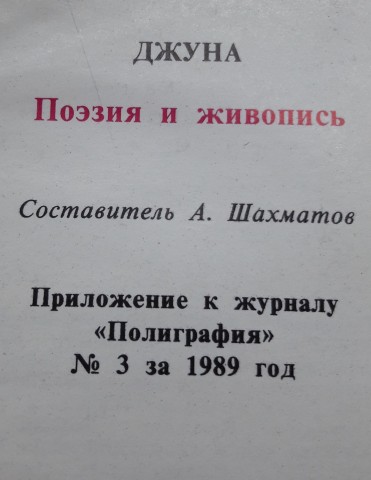 ДЖУНА
Поэзия и живопись
Составитель А. Шахматов
Приложение к журналу
«Полиграфия»
№ 3 за 1989 год